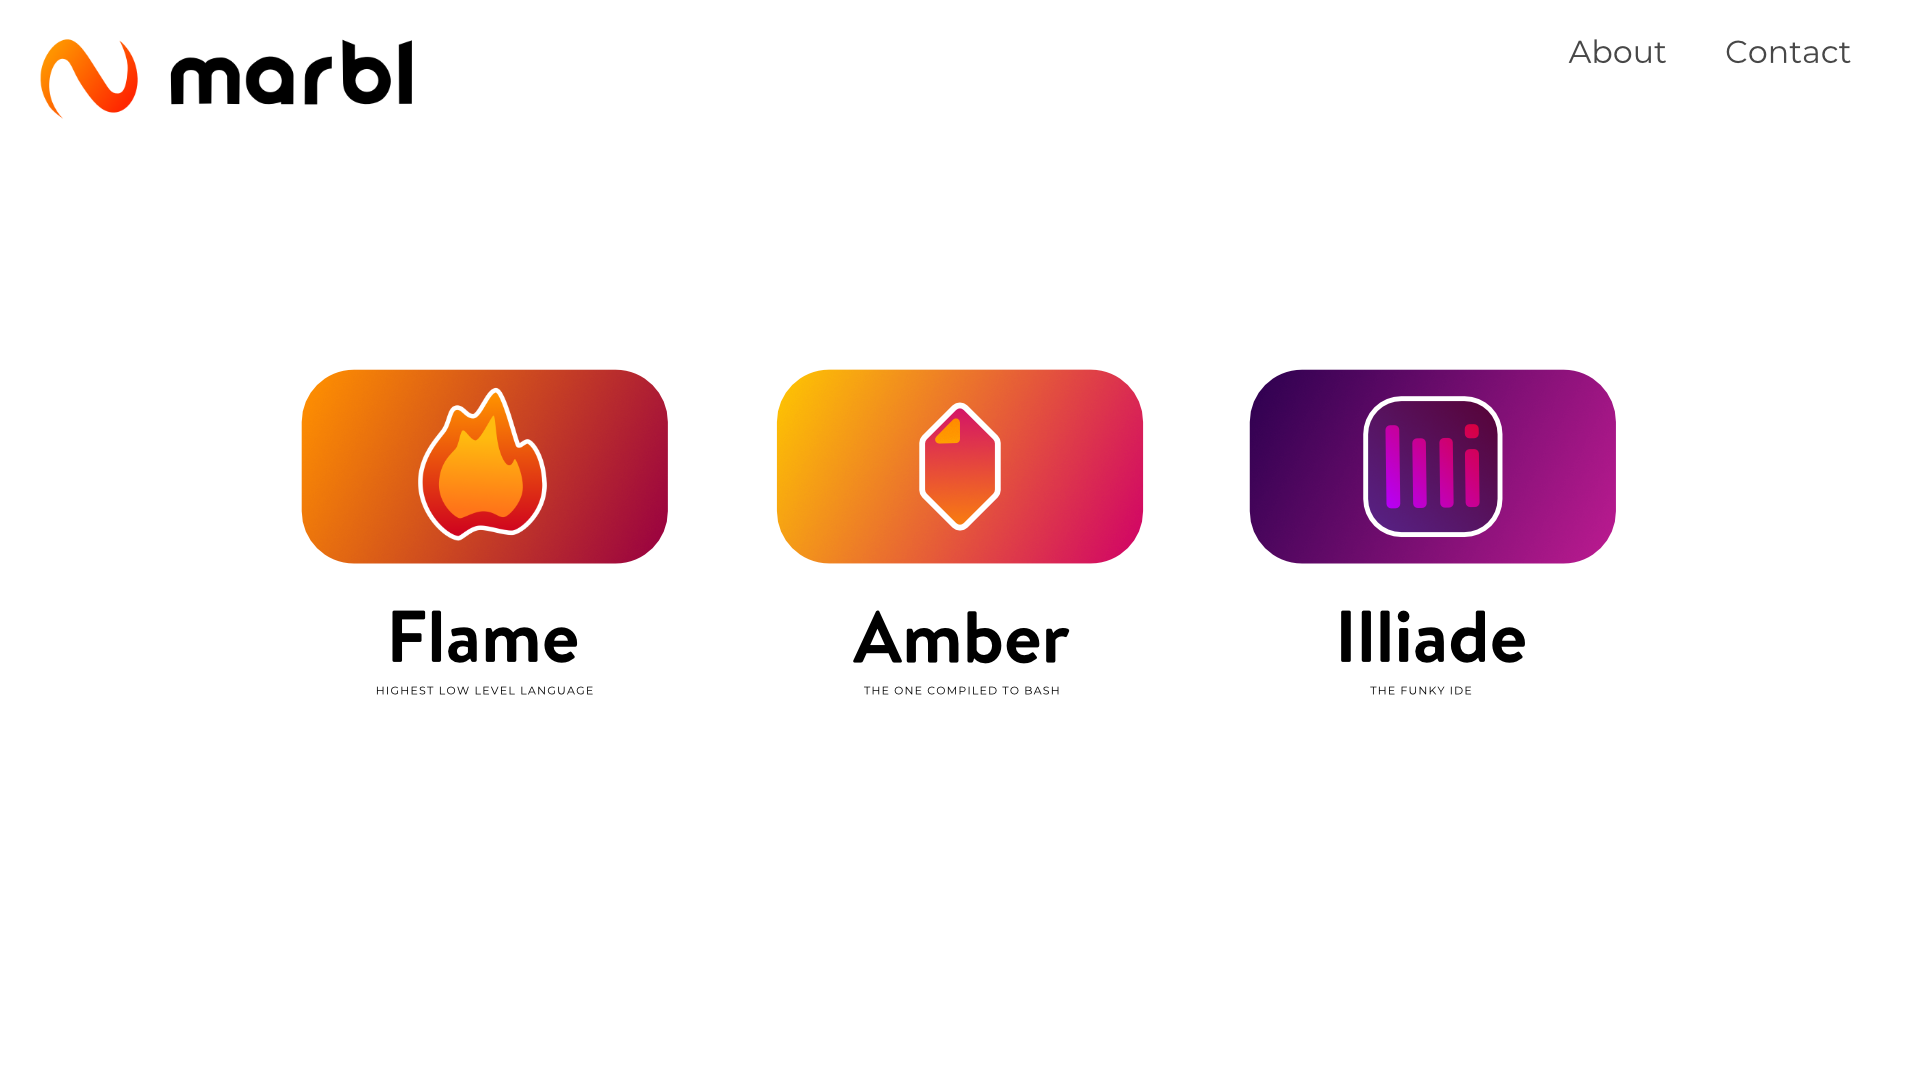 marbl
About
Contact
Flame
Amber
Illiade
HIGHEST LOW LEVEL LANGUAGE
THE ONE COMPILED TO BASH
THE FUNKY IDE